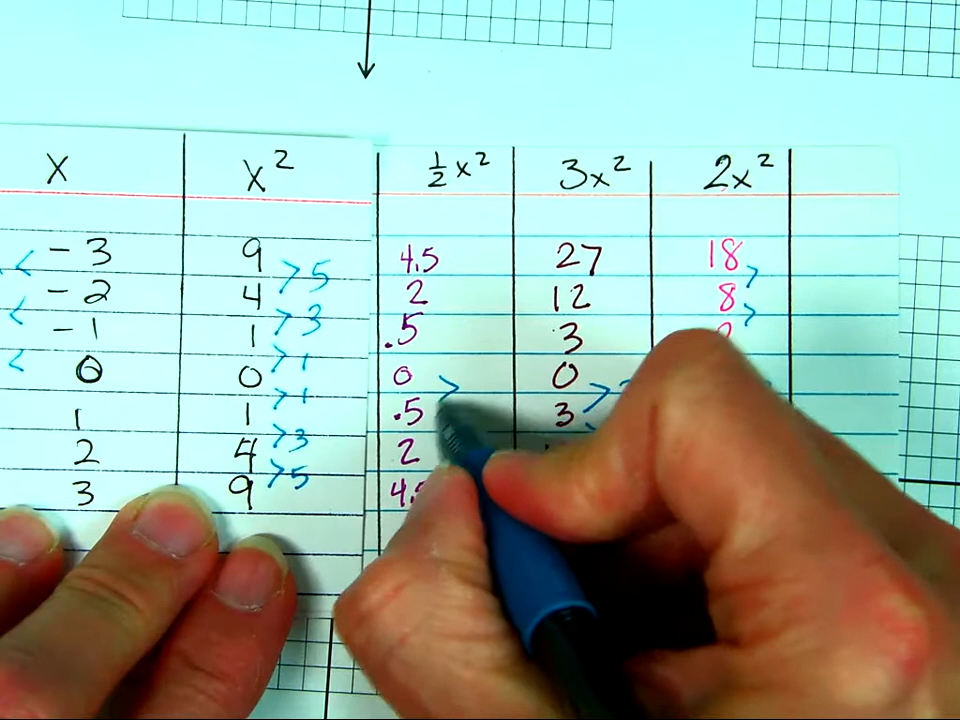 x x² ½x² 3x² 2x²
< -3 9 4.5 27 18
>5 >
< -2 4 2 12 8
>3 >
-1 1 .5 3
< >1
0 0 0 0
>1 > >
1 1 .5 3
>3
2 4 2
>5
3 9 4.